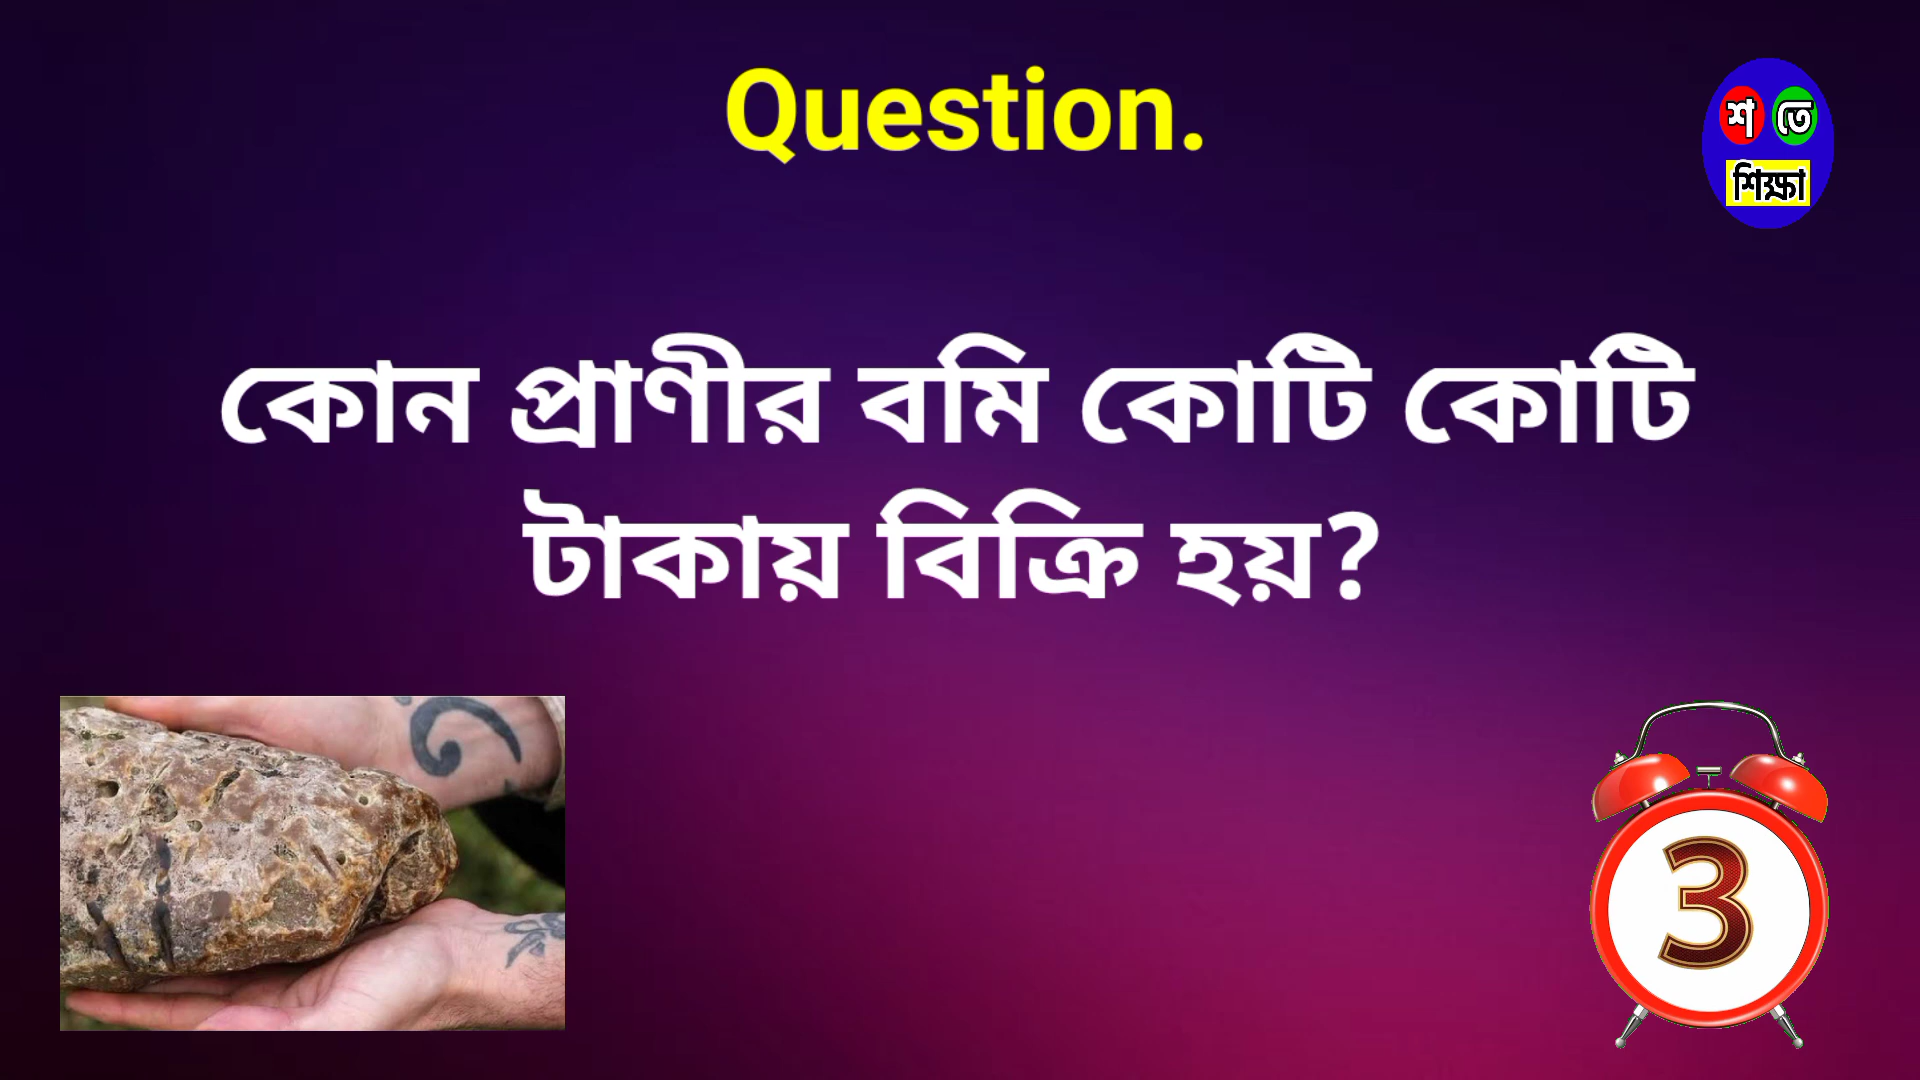 Question.
শ তে
শিক্ষা
কোন প্রাণীর বমি কোটি কোটি
টাকায় বিক্রি হয়?
3